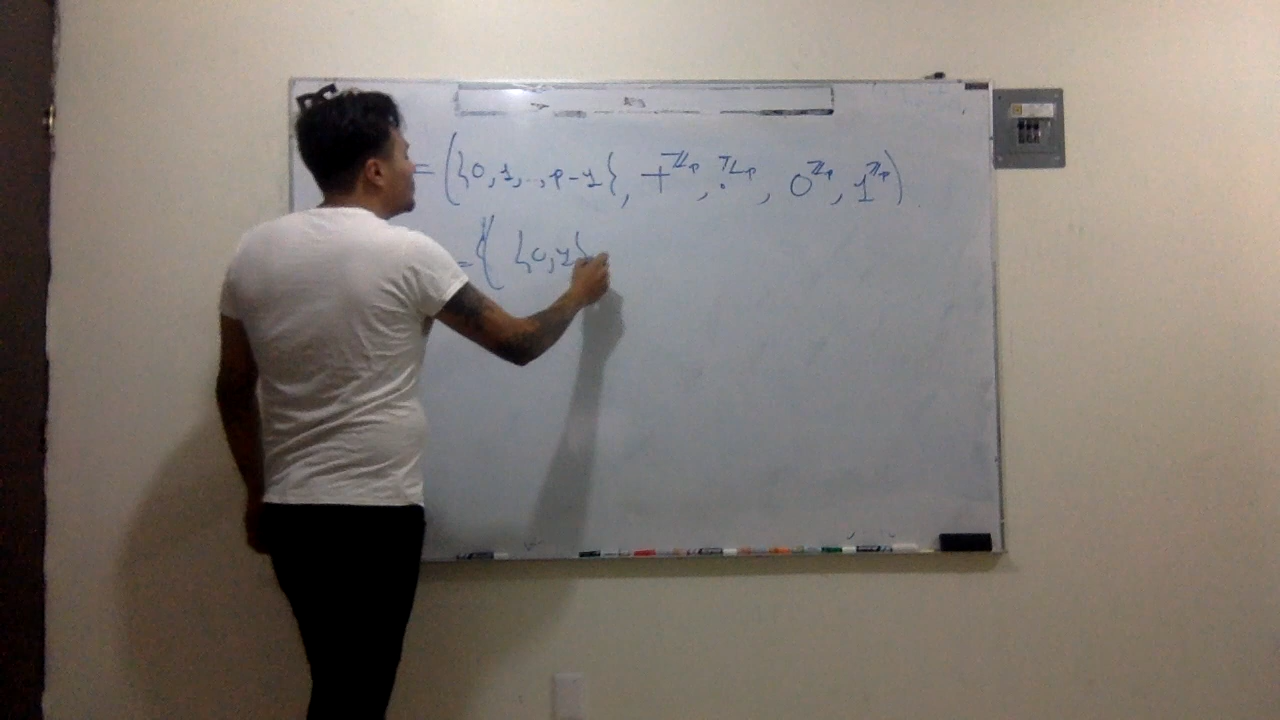 = ({0, 1, .., p-1}, +^ℤp, ·^ℤp, 0^ℤp, 1^ℤp)
= ( {0, 1}